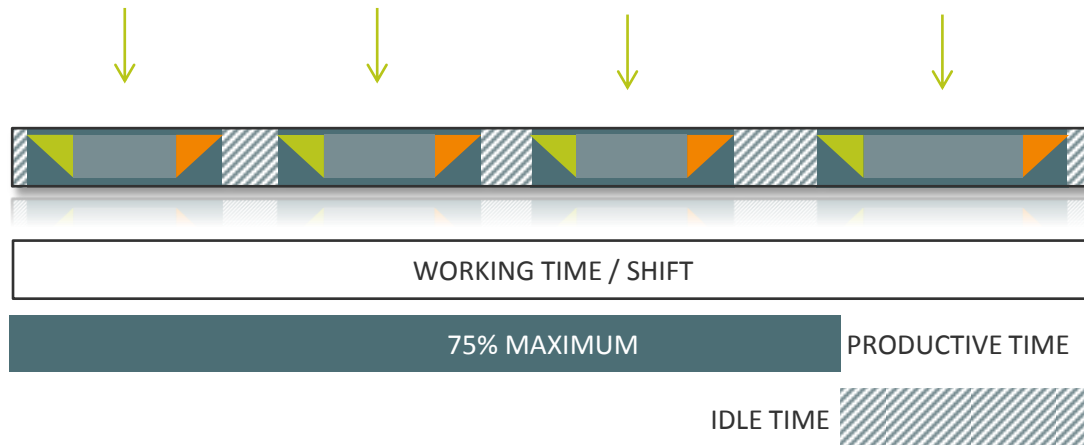 WORKING TIME / SHIFT
75% MAXIMUM
PRODUCTIVE TIME
IDLE TIME